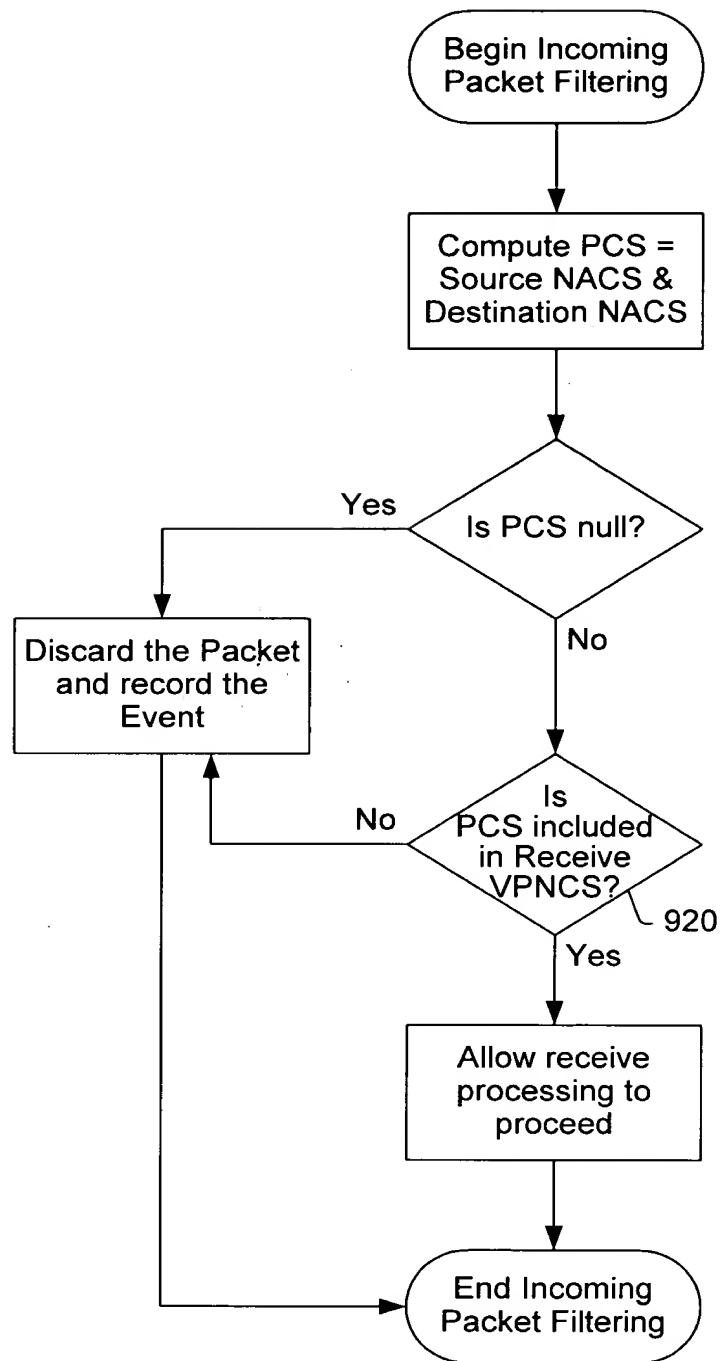 Begin Incoming
Packet Filtering
Compute PCS =
Source NACS &
Destination NACS
Yes
Is PCS null?
No
Discard the Packet
and record the
Event
No
Is
PCS included
in Receive
VPNCS?
920
Yes
Allow receive
processing to
proceed
End Incoming
Packet Filtering